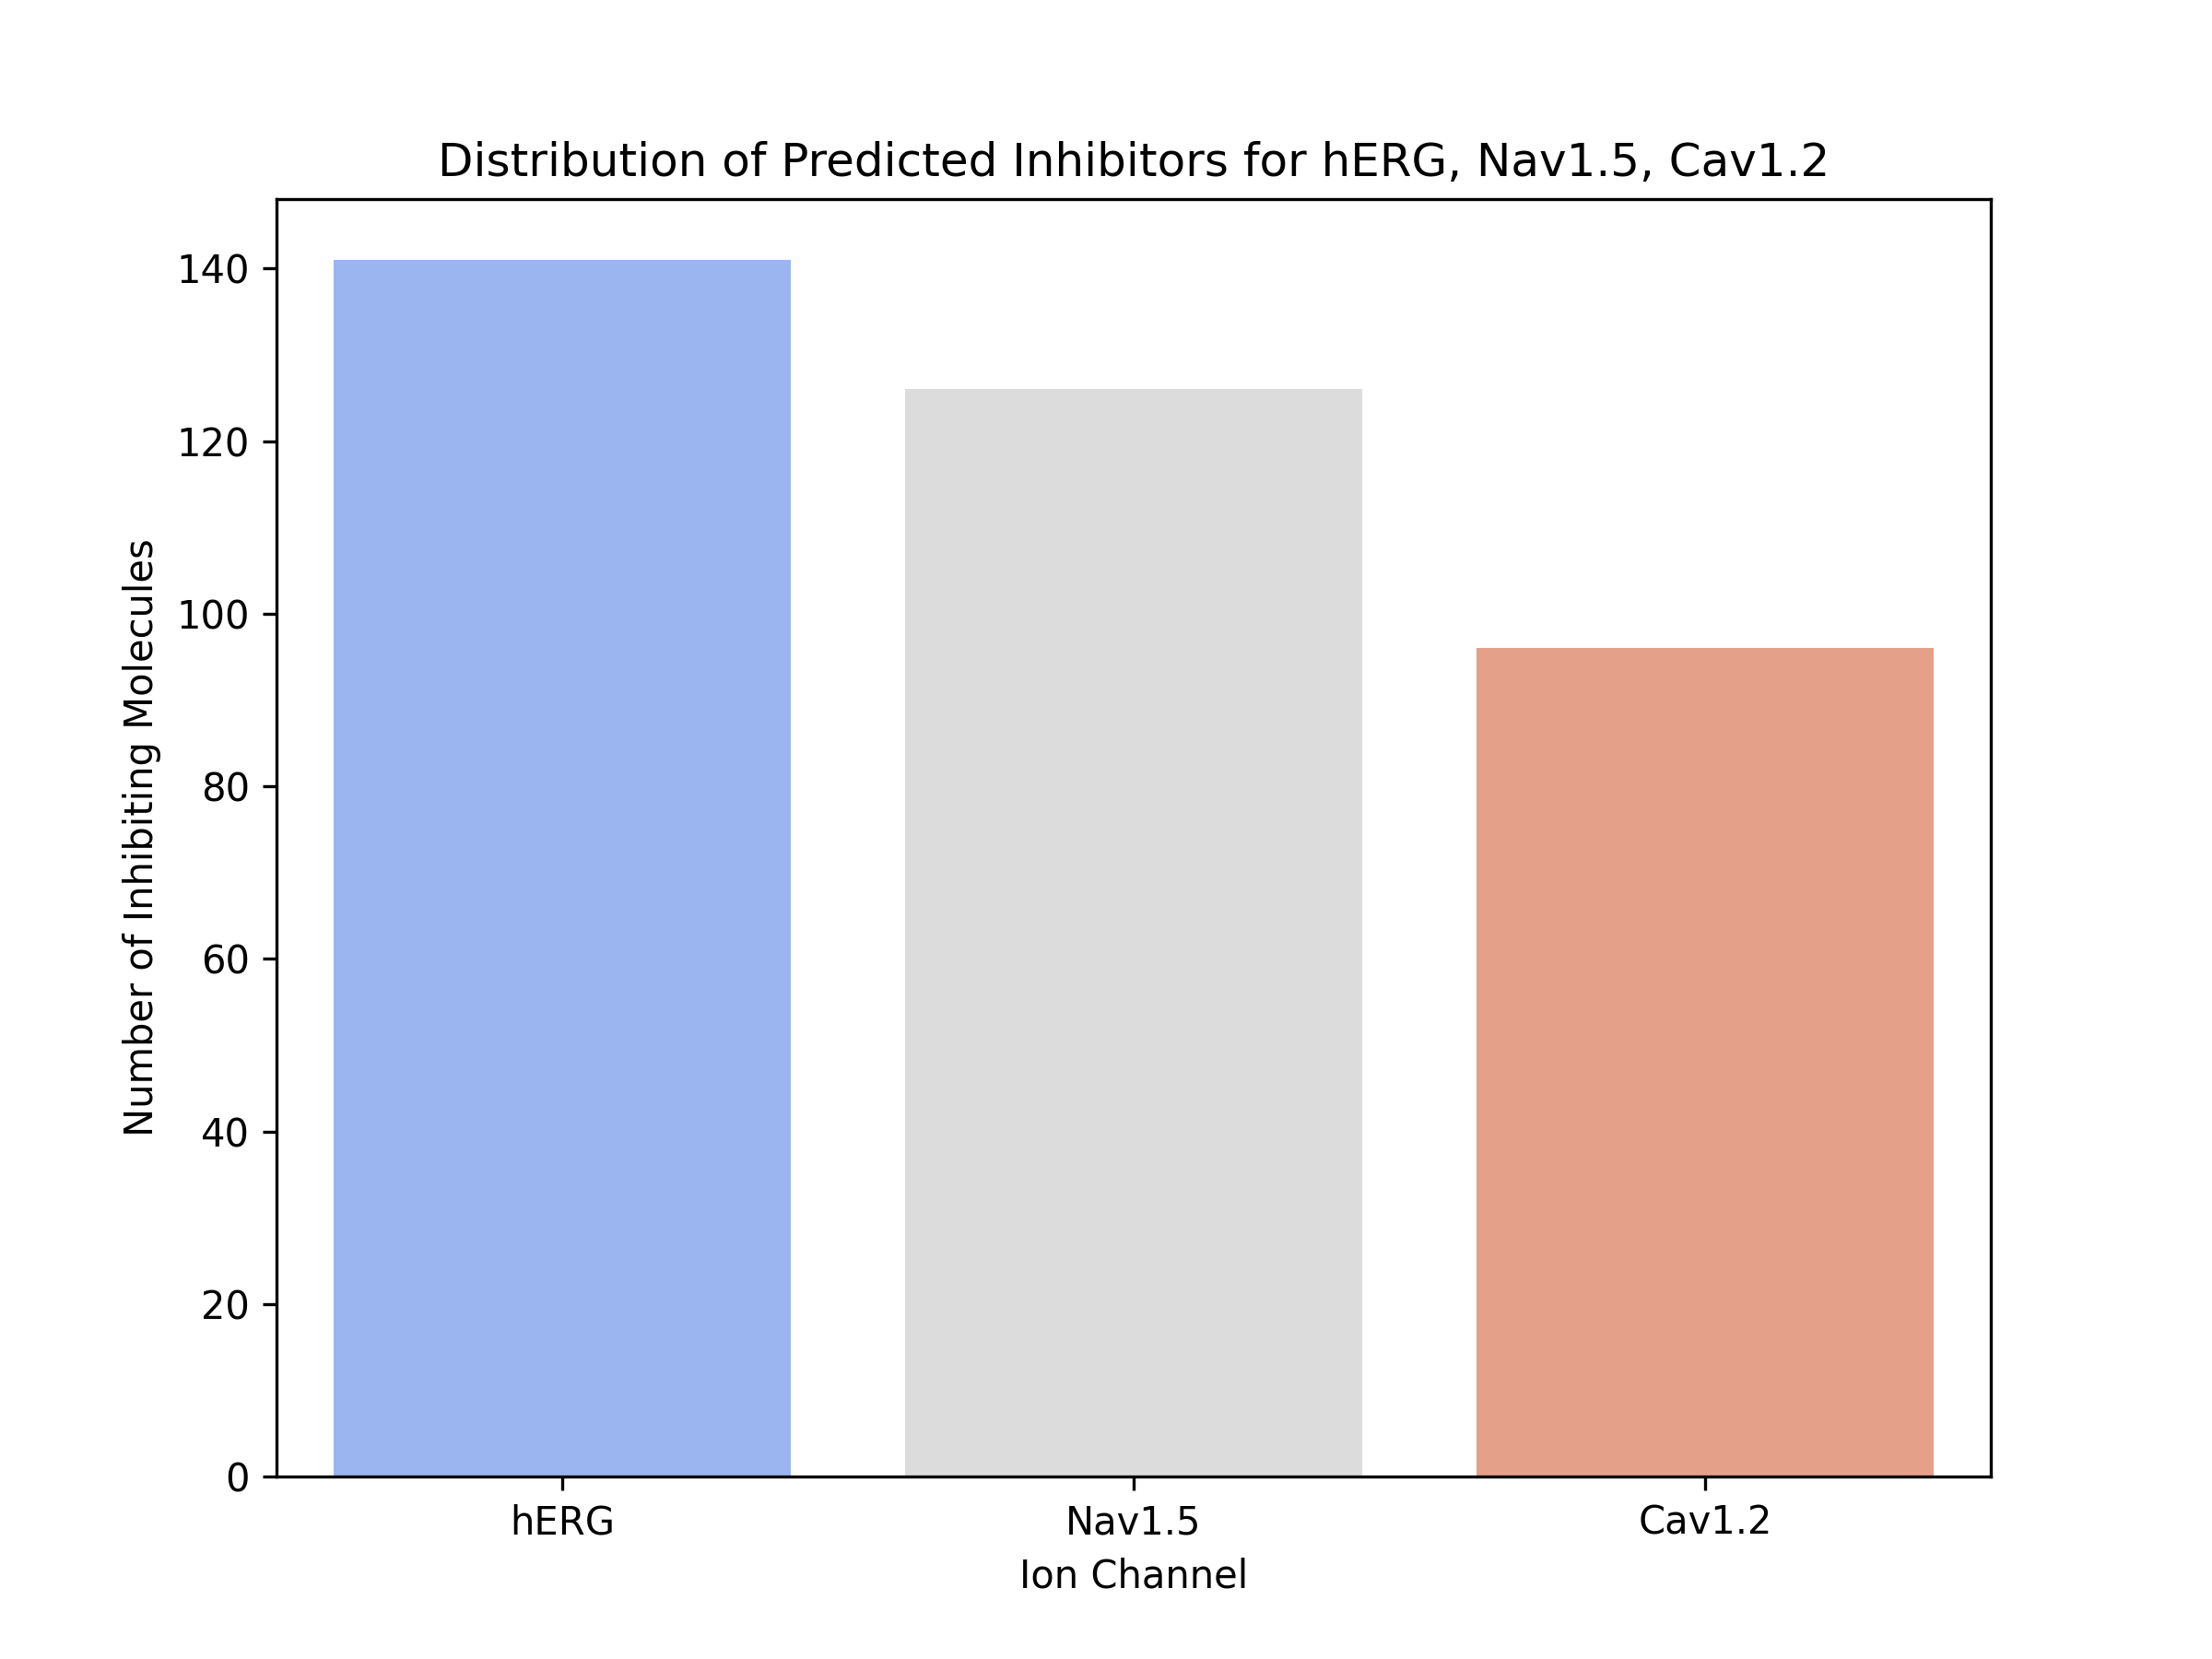 Distribution of Predicted Inhibitors for hERG, Nav1.5, Cav1.2
Number of Inhibiting Molecules
140
120
100
80
60
40
20
0
hERG
Nav1.5
Cav1.2
Ion Channel